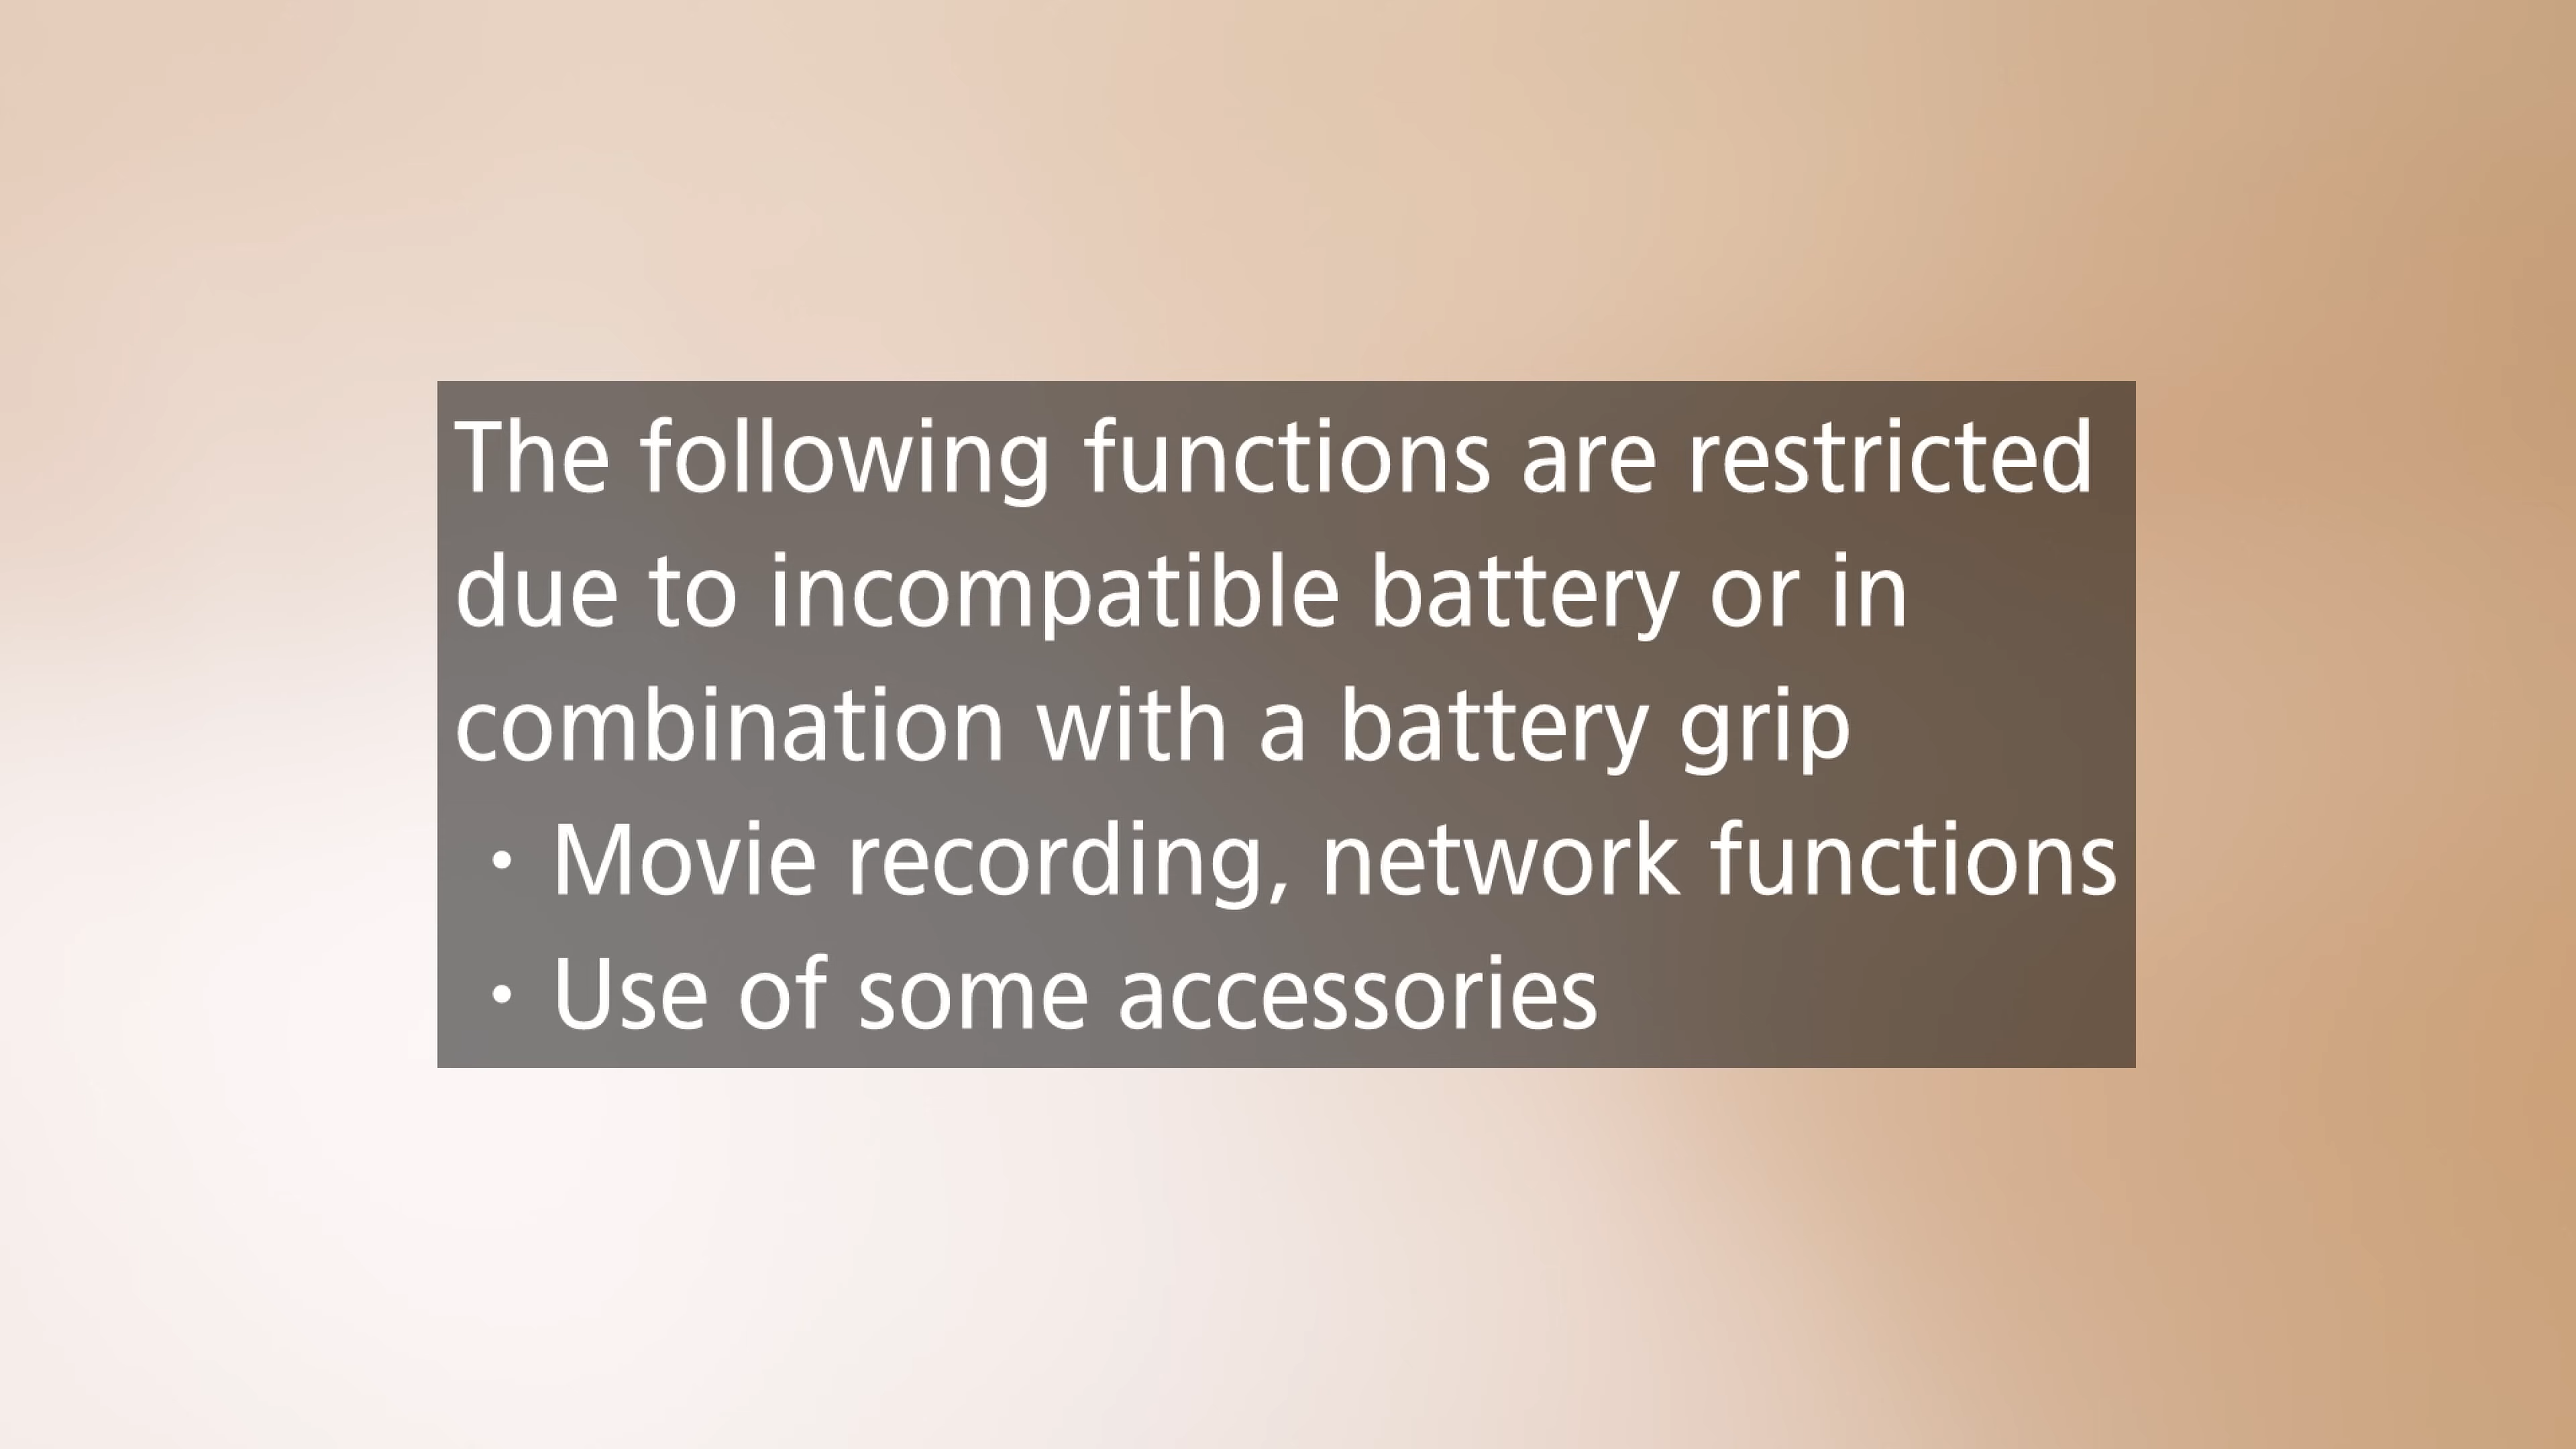 The following functions are restricted
due to incompatible battery or in
combination with a battery grip
・Movie recording, network functions
・Use of some accessories